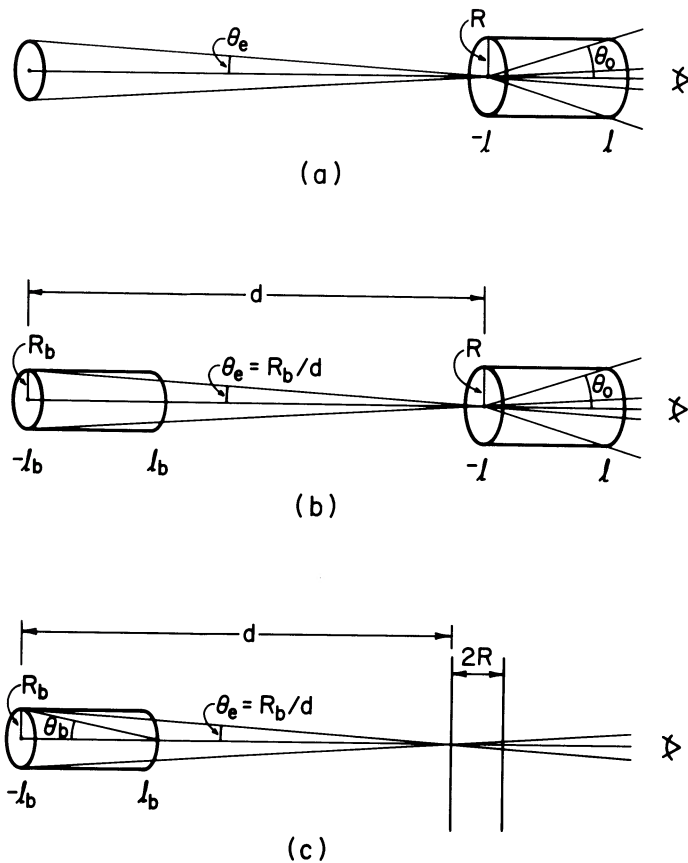 θe
R
θo
-l
l
(a)
d
Rb
θe = Rb/d
R
θo
-lb
lb
-l
l
(b)
d
2R
Rb
θb
θe = Rb/d
-lb
lb
(c)